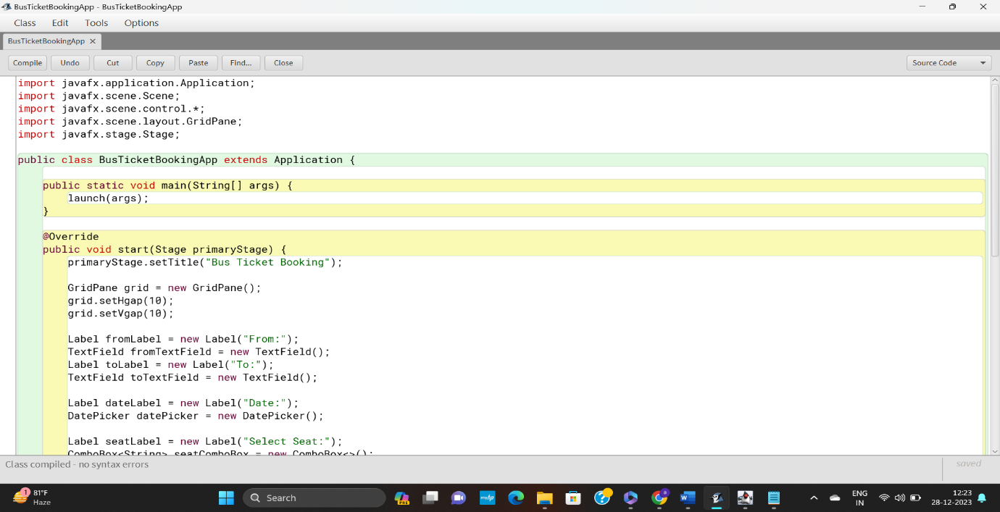 BusTicketBookingApp - BusTicketBookingApp
Class Edit Tools Options
BusTicketBookingApp
Compile Undo Cut Copy Paste Find... Close Source Code
import javafx.application.Application;
import javafx.scene.Scene;
import javafx.scene.control.*;
import javafx.scene.layout.GridPane;
import javafx.stage.Stage;
public class BusTicketBookingApp extends Application {
public static void main(String[] args) {
launch(args);
}
@Override
public void start(Stage primaryStage) {
primaryStage.setTitle("Bus Ticket Booking");
GridPane grid = new GridPane();
grid.setHgap(10);
grid.setVgap(10);
Label fromLabel = new Label("From:");
TextField fromTextField = new TextField();
Label toLabel = new Label("To:");
TextField toTextField = new TextField();
Label dateLabel = new Label("Date:");
DatePicker datePicker = new DatePicker();
Label seatLabel = new Label("Select Seat:");
ComboBox<String> seatComboBox = new ComboBox<>();
Class compiled - no syntax errors saved
1 81°F
Haze
Search
PRE
myhp
a
ENG
IN
12:23
28-12-2023